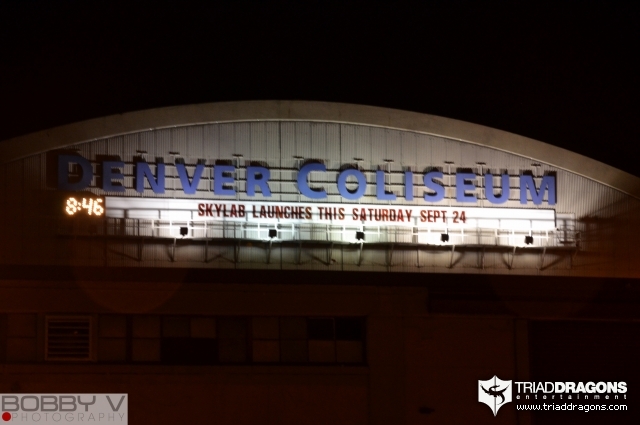 DENVER COLISEUM
8:46
SKYLAB LAUNCHES THIS SATURDAY, SEPT 24
BOBBY V
PHOTOGRAPHY
TRIADDRAGONS
entertainment
www.triaddragons.com